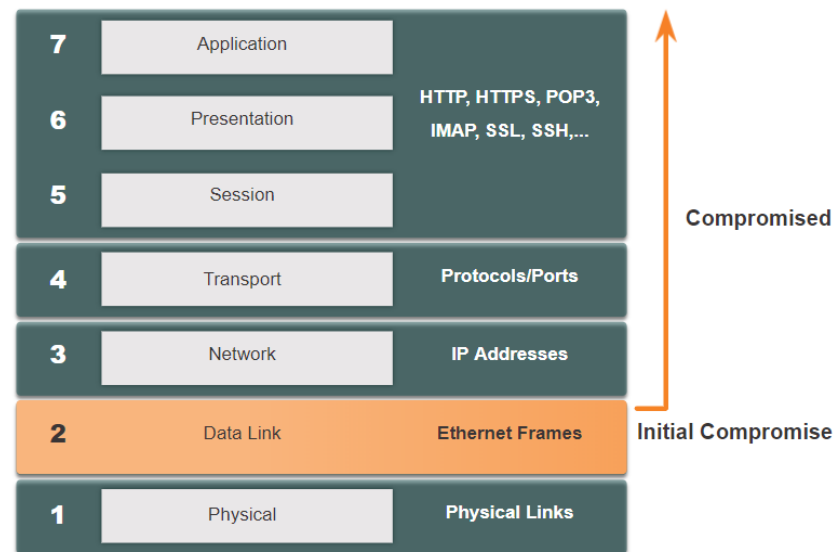 7
Application
6
Presentation
HTTP, HTTPS, POP3,
IMAP, SSL, SSH,...
5
Session
Compromised
4
Transport
Protocols/Ports
3
Network
IP Addresses
2
Data Link
Ethernet Frames
Initial Compromise
1
Physical
Physical Links